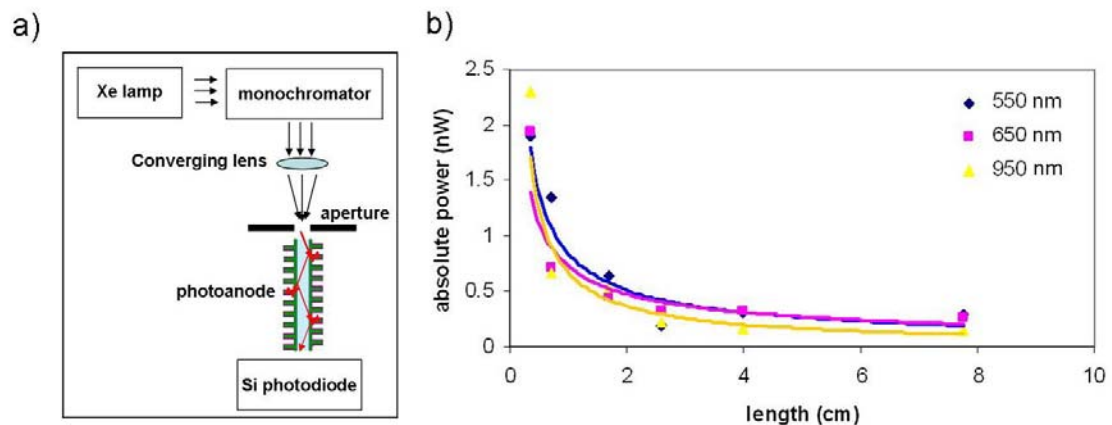 a)
Xe lamp
monochromator
Converging lens
aperture
photoanode
Si photodiode
b)
absolute power (nW)
2.5
2
1.5
1
0.5
0
0
2
4
6
8
10
length (cm)
550 nm
650 nm
950 nm